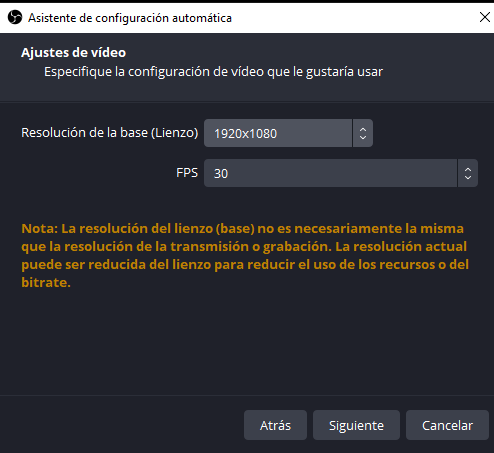 Asistente de configuración automática
Ajustes de vídeo
Especifique la configuración de vídeo que le gustaría usar
Resolución de la base (Lienzo) 1920x1080
FPS 30
Nota: La resolución del lienzo (base) no es necesariamente la misma
que la resolución de la transmisión o grabación. La resolución actual
puede ser reducida del lienzo para reducir el uso de los recursos o del
bitrate.
Atrás Siguiente Cancelar